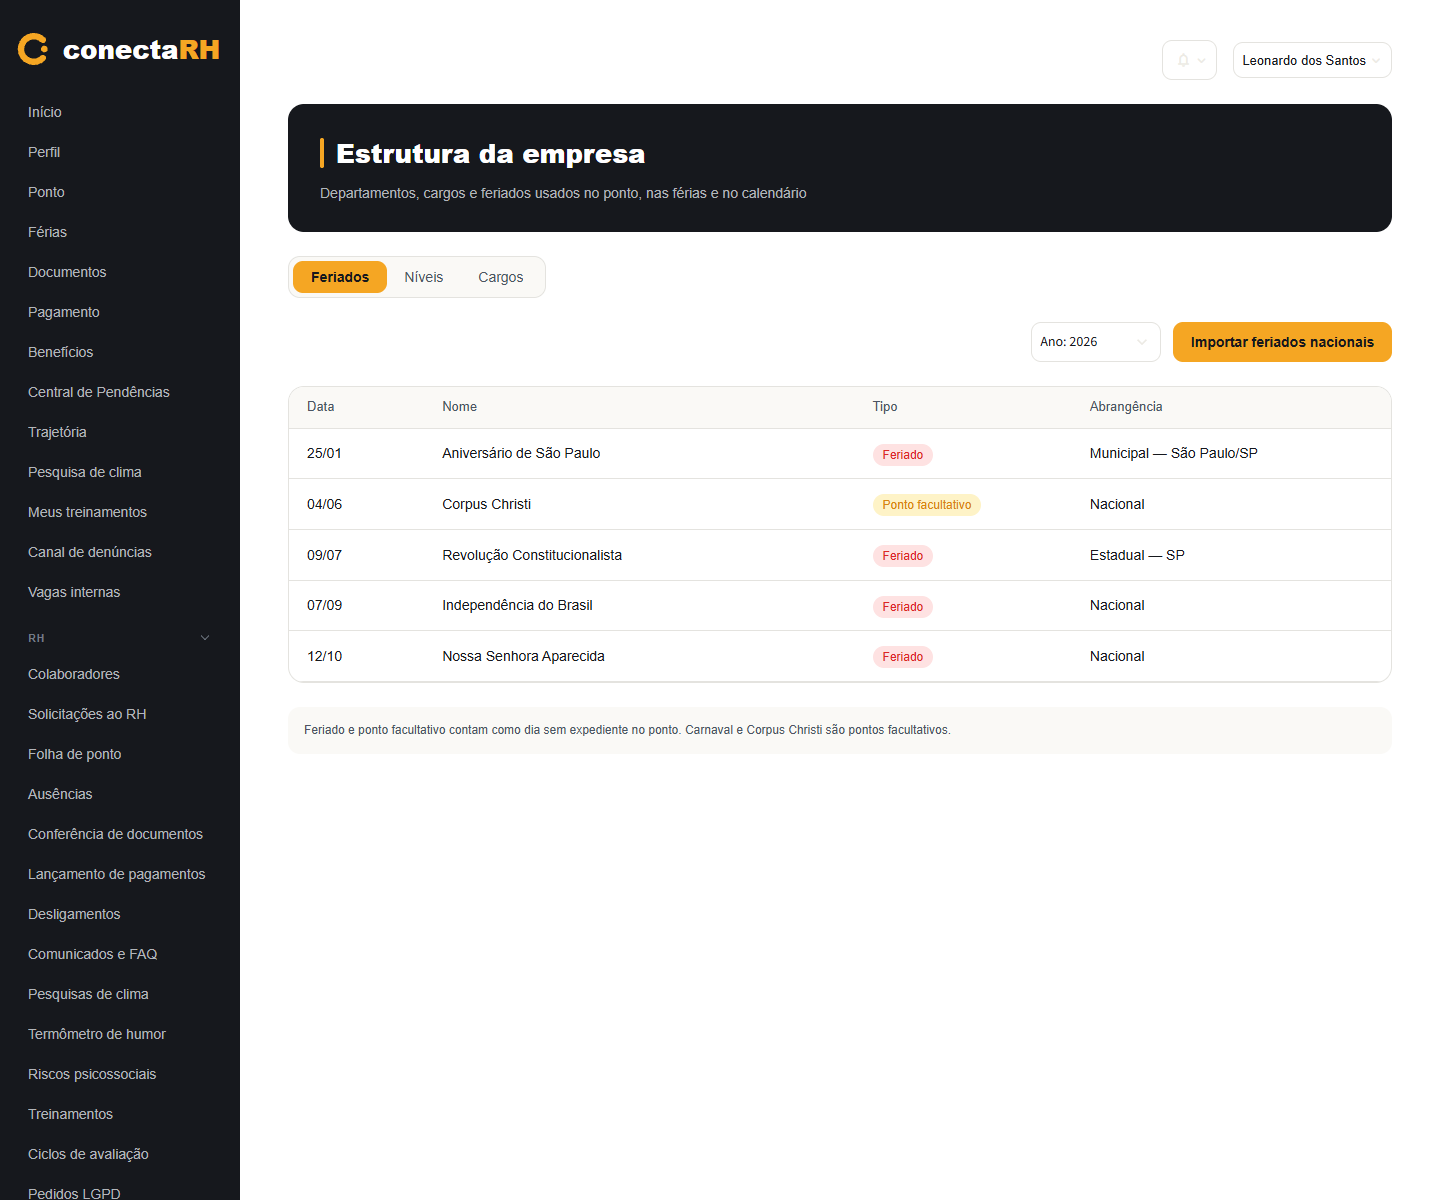 conectaRH
Início
Perfil
Ponto
Férias
Documentos
Pagamento
Benefícios
Central de Pendências
Trajetória
Pesquisa de clima
Meus treinamentos
Canal de denúncias
Vagas internas
RH
Colaboradores
Solicitações ao RH
Folha de ponto
Ausências
Conferência de documentos
Lançamento de pagamentos
Desligamentos
Comunicados e FAQ
Pesquisas de clima
Termômetro de humor
Riscos psicossociais
Treinamentos
Ciclos de avaliação
Pedidos LGPD
Leonardo dos Santos
Estrutura da empresa
Departamentos, cargos e feriados usados no ponto, nas férias e no calendário
Feriados Níveis Cargos
Ano: 2026 Importar feriados nacionais
Data Nome Tipo Abrangência
25/01 Aniversário de São Paulo Feriado Municipal — São Paulo/SP
04/06 Corpus Christi Ponto facultativo Nacional
09/07 Revolução Constitucionalista Feriado Estadual — SP
07/09 Independência do Brasil Feriado Nacional
12/10 Nossa Senhora Aparecida Feriado Nacional
Feriado e ponto facultativo contam como dia sem expediente no ponto. Carnaval e Corpus Christi são pontos facultativos.